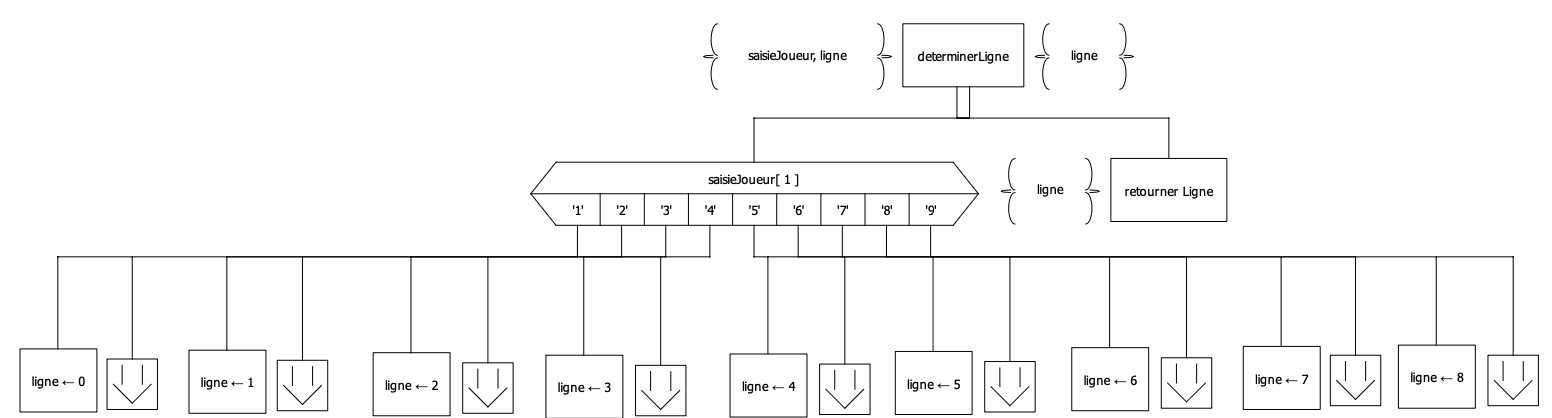 saisieJoueur, ligne
determinerLigne
ligne
saisieJoueur[ 1 ]
'1' '2' '3' '4' '5' '6' '7' '8' '9'
ligne
retourner Ligne
ligne ← 0
ligne ← 1
ligne ← 2
ligne ← 3
ligne ← 4
ligne ← 5
ligne ← 6
ligne ← 7
ligne ← 8